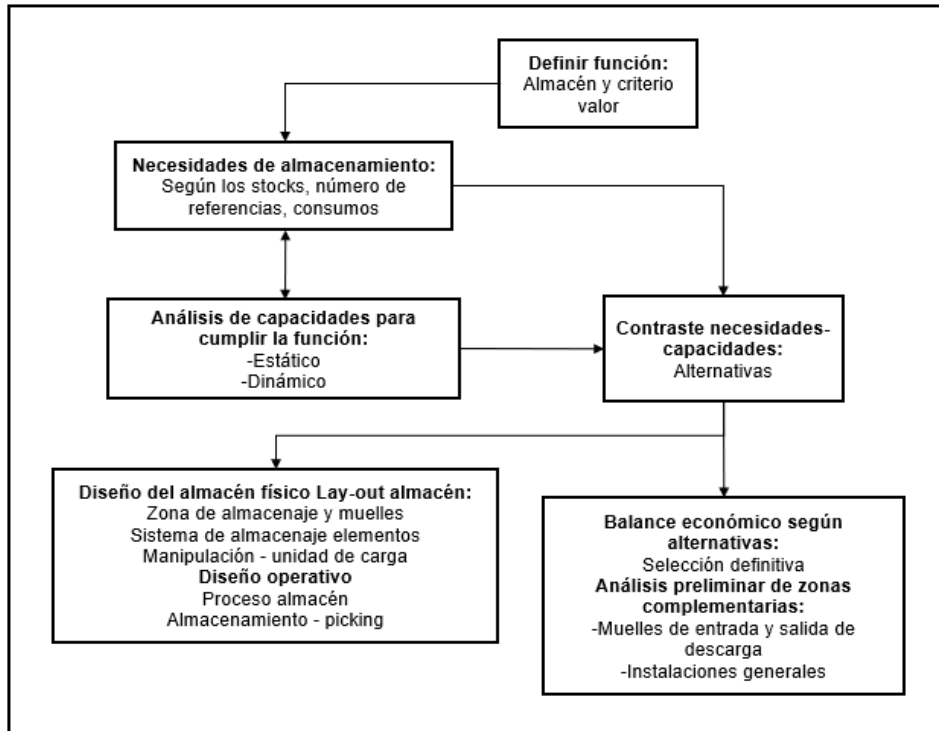 Definir función:
Almacén y criterio
valor
Necesidades de almacenamiento:
Según los stocks, número de
referencias, consumos
Análisis de capacidades para
cumplir la función:
-Estático
-Dinámico
Contraste necesidades-
capacidades:
Alternativas
Diseño del almacén físico Lay-out almacén:
Zona de almacenaje y muelles
Sistema de almacenaje elementos
Manipulación - unidad de carga
Diseño operativo
Proceso almacén
Almacenamiento - picking
Balance económico según
alternativas:
Selección definitiva
Análisis preliminar de zonas
complementarias:
-Muelles de entrada y salida de
descarga
-Instalaciones generales